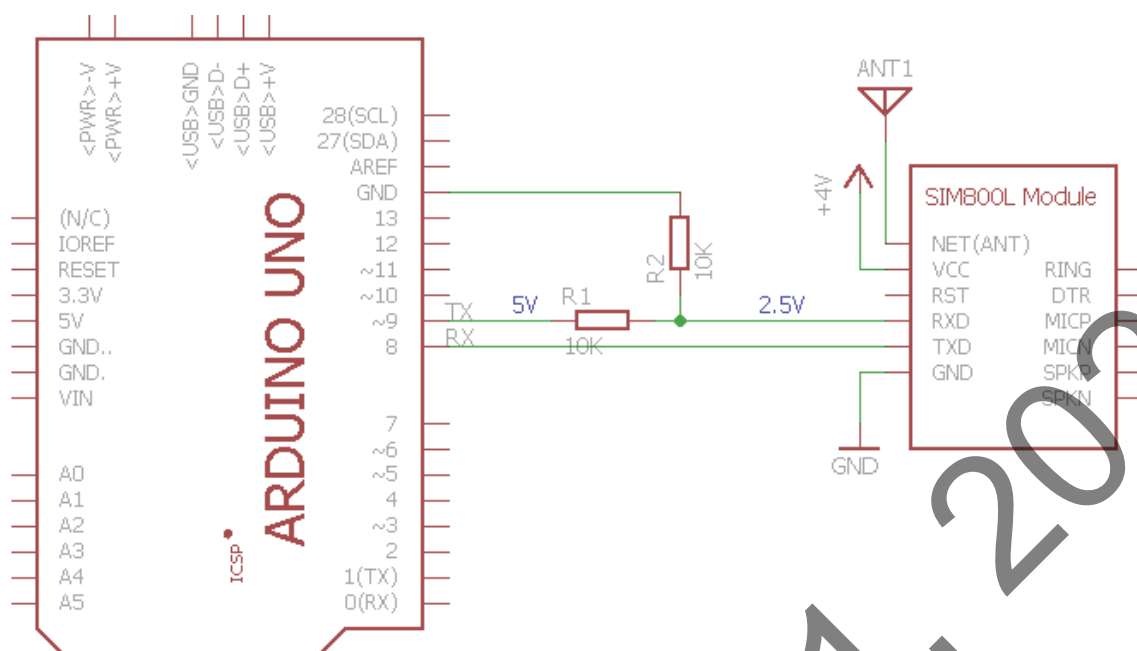 <PWR>-V
<PWR>+V
<USB>GND
<USB>D-
<USB>D+
<USB>+V
28(SCL)
27(SDA)
AREF
GND
13
12
~11
~10
~9
8
7
~6
~5
4
~3
2
1(TX)
0(RX)
(N/C)
IOREF
RESET
3.3V
5V
GND..
GND.
VIN
A0
A1
A2
A3
A4
A5
ARDUINO UNO
ICSP
TX
RX
5V
R1
10K
R2
10K
2.5V
ANT1
+4V
GND
SIM800L Module
NET(ANT)
VCC
RST
RXD
TXD
GND
RING
DTR
MICP
MICN
SPKP
SPKN